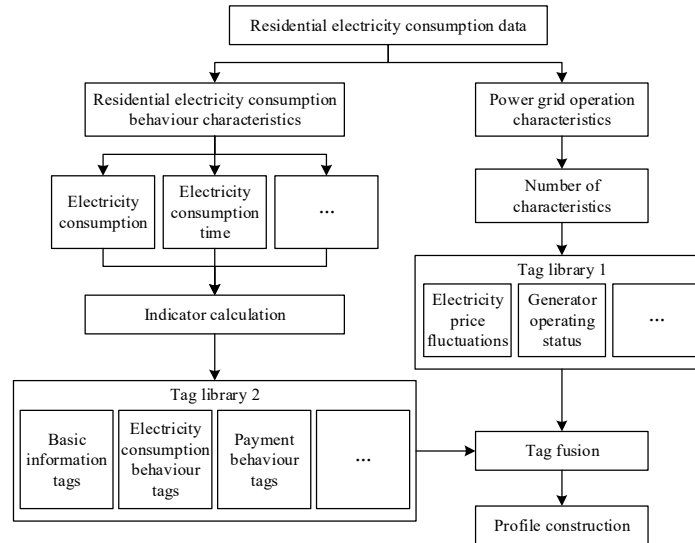 Residential electricity consumption data
Residential electricity consumption
behaviour characteristics
Power grid operation
characteristics
Electricity
consumption
Electricity
consumption
time
...
Number of
characteristics
Tag library 1
Electricity
price
fluctuations
Generator
operating
status
...
Indicator calculation
Tag library 2
Basic
information
tags
Electricity
consumption
behaviour
tags
Payment
behaviour
tags
...
Tag fusion
Profile construction